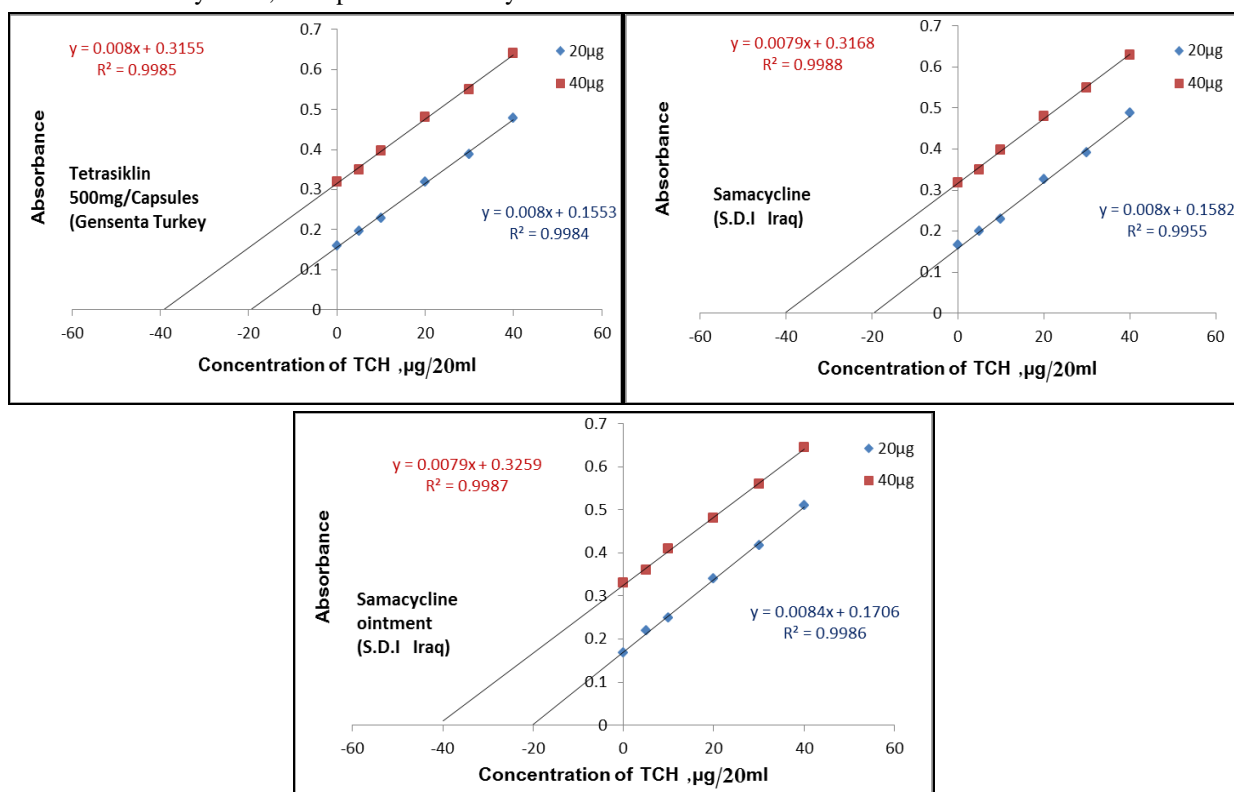 y = 0.008x + 0.3155
R² = 0.9985
0.7
0.6
0.5
0.4
0.3
0.2
0.1
0
20µg
40µg
Absorbance
Tetrasiklin
500mg/Capsules
(Gensenta Turkey
y = 0.008x + 0.1553
R² = 0.9984
-60 -40 -20 0 20 40 60
Concentration of TCH ,µg/20ml
y = 0.0079x + 0.3168
R² = 0.9988
0.7
0.6
0.5
0.4
0.3
0.2
0.1
0
20µg
40µg
Absorbance
Samacycline
(S.D.I Iraq)
y = 0.008x + 0.1582
R² = 0.9955
-60 -40 -20 0 20 40 60
Concentration of TCH ,µg/20ml
y = 0.0079x + 0.3259
R² = 0.9987
0.7
0.6
0.5
0.4
0.3
0.2
0.1
0
20µg
40µg
Absorbance
Samacycline
ointment
(S.D.I Iraq)
y = 0.0084x + 0.1706
R² = 0.9986
-60 -40 -20 0 20 40 60
Concentration of TCH ,µg/20ml